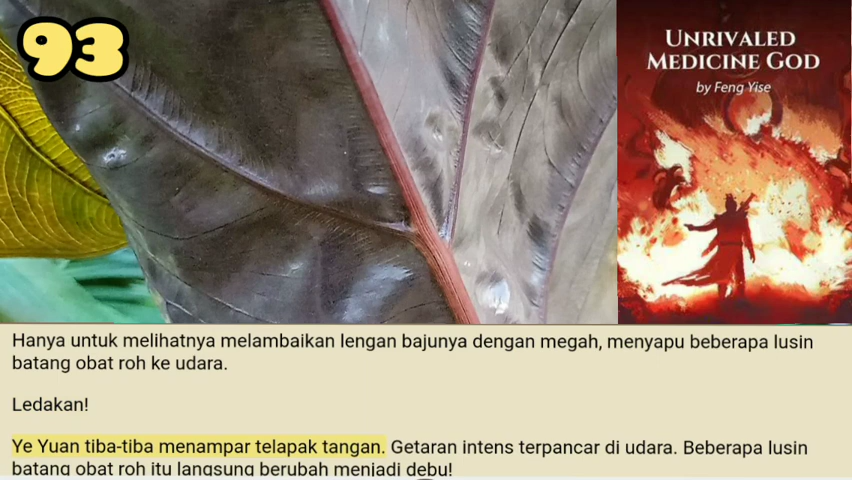 93
UNRIVALED
MEDICINE GOD
by Feng Yise
Hanya untuk melihatnya melambaikan lengan bajunya dengan megah, menyapu beberapa lusin
batang obat roh ke udara.
Ledakan!
Ye Yuan tiba-tiba menampar telapak tangan. Getaran intens terpancar di udara. Beberapa lusin
batang obat roh itu langsung berubah menjadi debu!